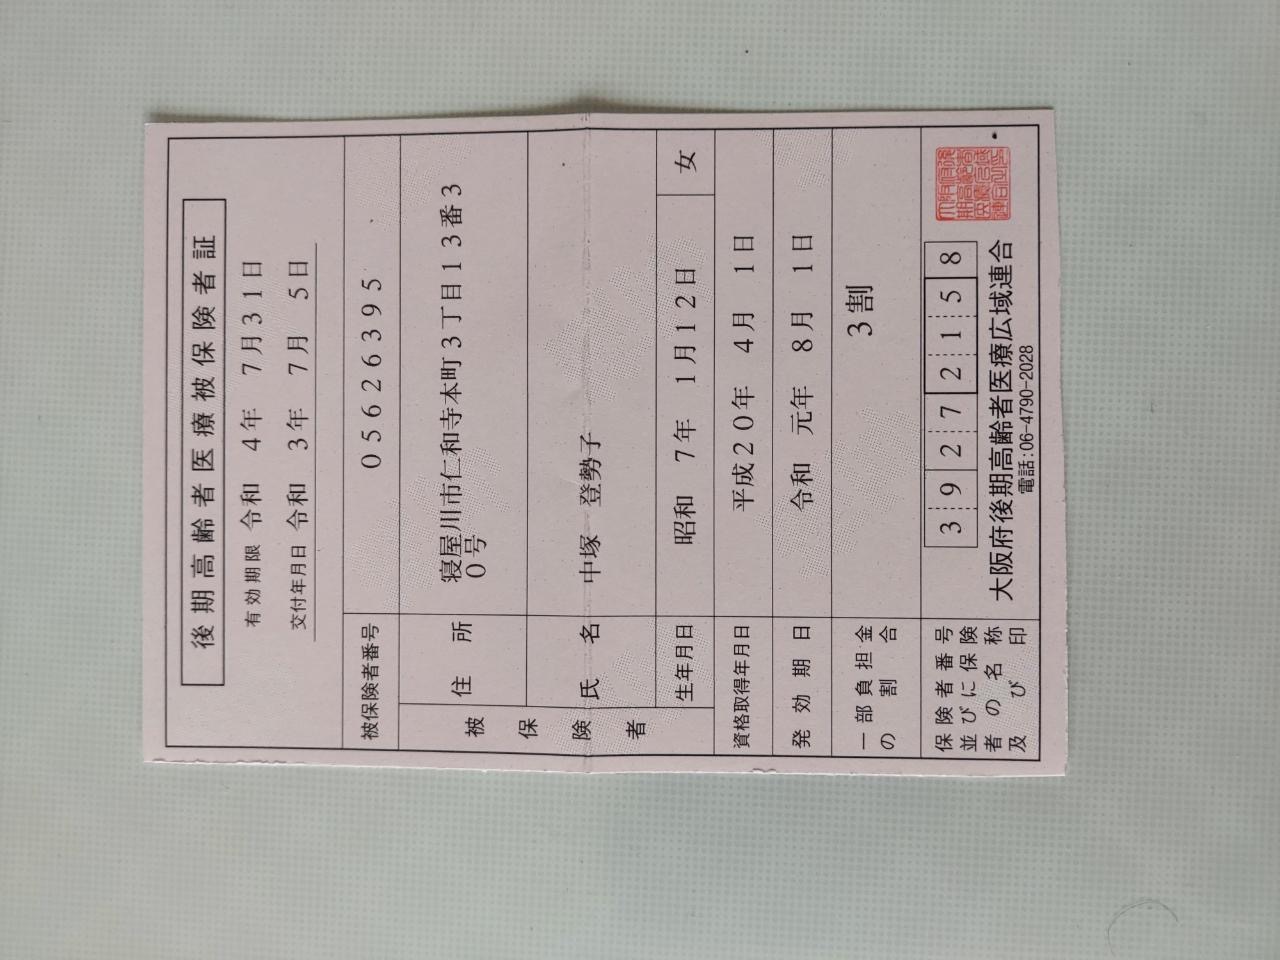 後期高齢者医療被保険者証
有効期限 令和 4年 7月31日
交付年月日 令和 3年 7月 5日
被保険者番号 05626395
被保険者
住所 寝屋川市仁和寺本町3丁目13番3
0号
氏名 中塚 登勢子
生年月日 昭和 7年 1月12日 女
資格取得年月日 平成20年 4月 1日
発効期日 令和 元年 8月 1日
一部負担金
の割合
3割
保険者番号
並びに保険
者の名称
及び印
39272158
大阪府後期高齢者医療広域連合
電話:06-4790-2028